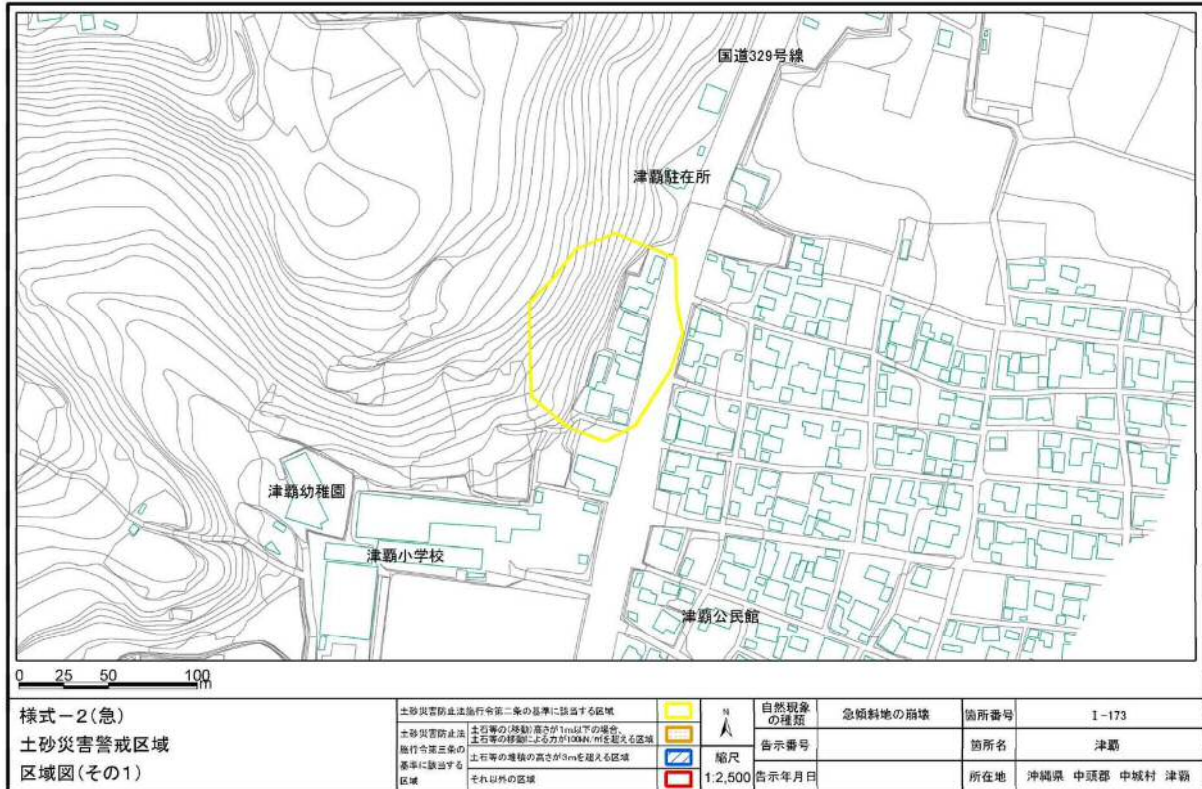 国道329号線
津覇駐在所
津覇幼稚園
津覇小学校
津覇公民館
0 25 50 100
m
様式-2(急)
土砂災害警戒区域
区域図(その1)
土砂災害防止法施行令第二条の基準に該当する区域
土砂災害防止法
施行令第三条の
基準に該当する
区域
土石等の(移動)高さが1m以下の場合、
土石等の移動による力が100kN/㎡を超える区域
土石等の堆積の高さが3mを超える区域
それ以外の区域
N
縮尺
1:2,500
自然現象
の種類
急傾斜地の崩壊
箇所番号
I-173
告示番号
箇所名
津覇
告示年月日
所在地
沖縄県 中頭郡 中城村 津覇